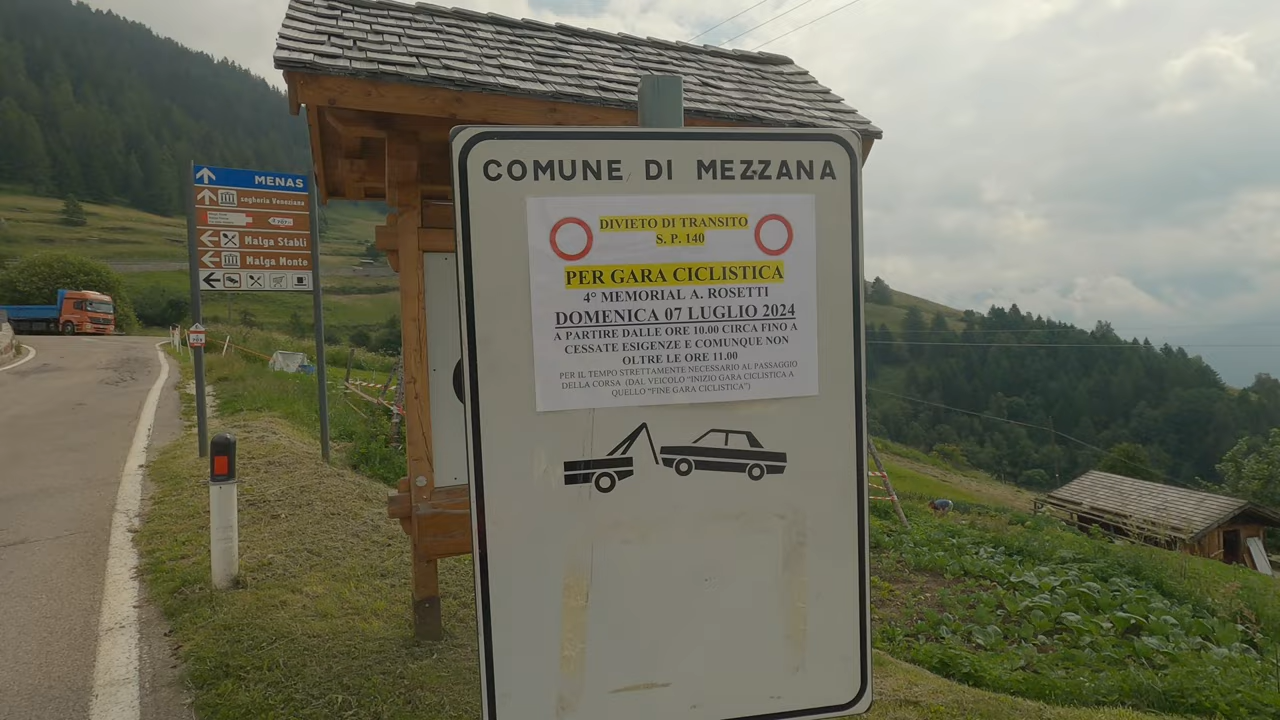 COMUNE DI MEZZANA
DIVIETO DI TRANSITO
S. P. 140
PER GARA CICLISTICA
4° MEMORIAL A. ROSETTI
DOMENICA 07 LUGLIO 2024
A PARTIRE DALLE ORE 10.00 CIRCA FINO A
CESSATE ESIGENZE E COMUNQUE NON
OLTRE LE ORE 11.00
PER IL TEMPO STRETTAMENTE NECESSARIO AL PASSAGGIO
DELLA CORSA (DAL VEICOLO “INIZIO GARA CICLISTICA A
QUELLO “FINE GARA CICLISTICA”)
MENAS
segheria Veneziana
Malga Stabli
Malga Monte